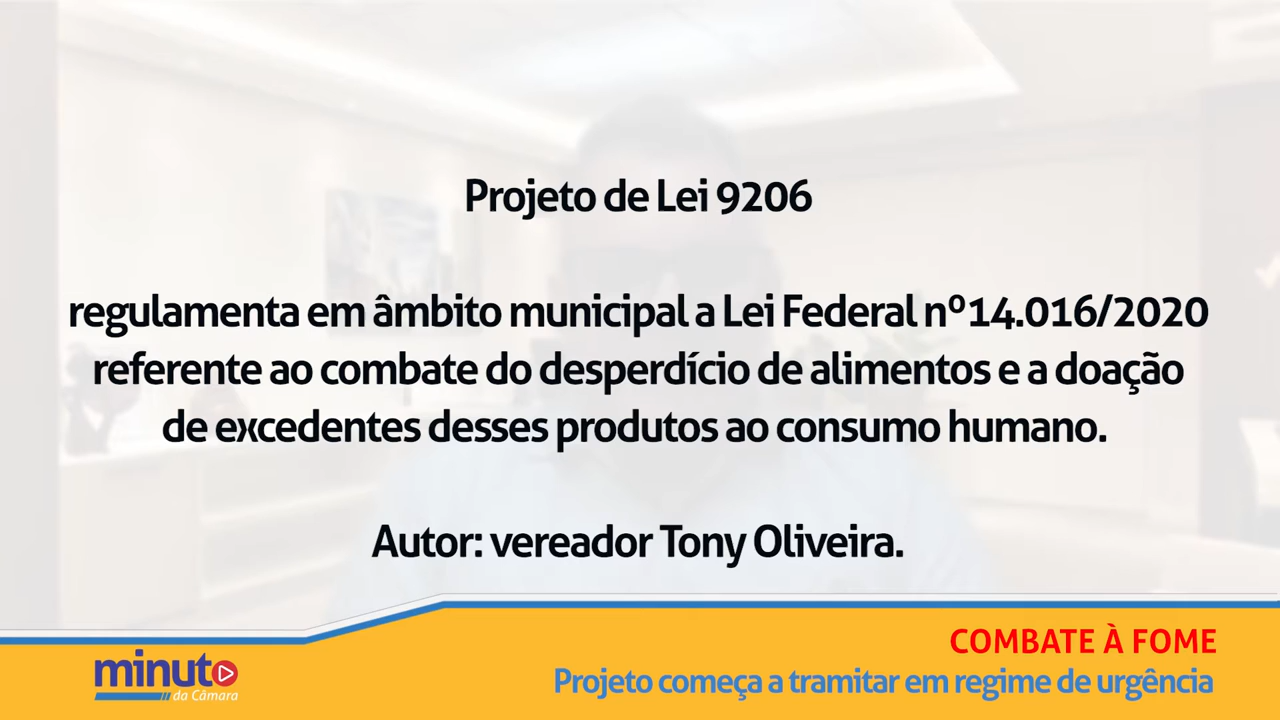 Projeto de Lei 9206
regulamenta em âmbito municipal a Lei Federal nº14.016/2020
referente ao combate do desperdício de alimentos e a doação
de excedentes desses produtos ao consumo humano.
Autor: vereador Tony Oliveira.
COMBATE À FOME
Projeto começa a tramitar em regime de urgência
minuto
da Câmara